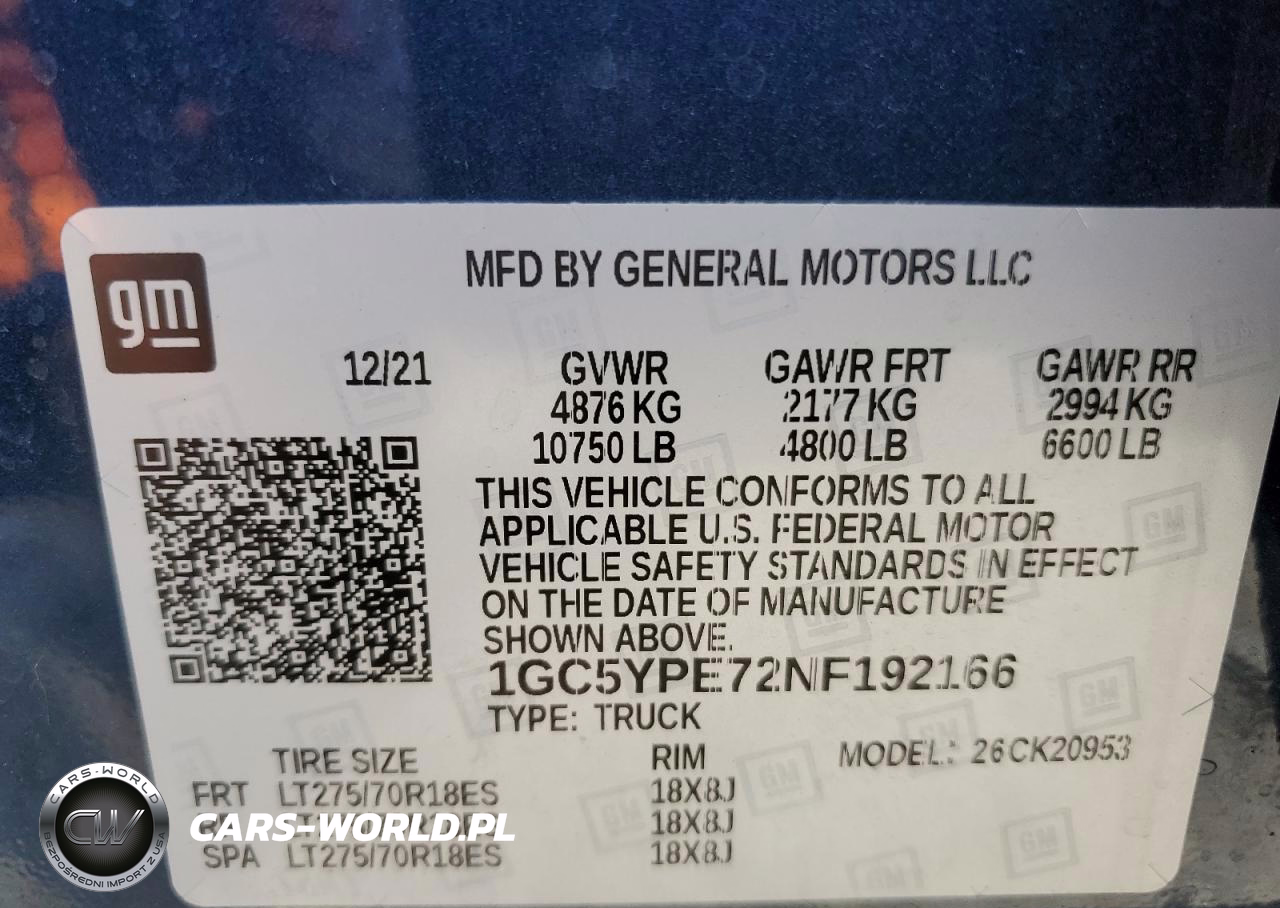 gm
MFD BY GENERAL MOTORS LLC
12/21 GVWR GAWR FRT GAWR RR
4876 KG 2177 KG 2994 KG
10750 LB 4800 LB 6600 LB
THIS VEHICLE CONFORMS TO ALL
APPLICABLE U.S. FEDERAL MOTOR
VEHICLE SAFETY STANDARDS IN EFFECT
ON THE DATE OF MANUFACTURE
SHOWN ABOVE.
1GC5YPE72NF192166
TYPE: TRUCK
TIRE SIZE RIM MODEL: 26CK20953
FRT LT275/70R18ES 18X8J
18X8J
SPA LT275/70R18ES 18X8J
CARS-WORLD
CW
BEZPOŚREDNI IMPORT Z USA
CARS-WORLD.PL